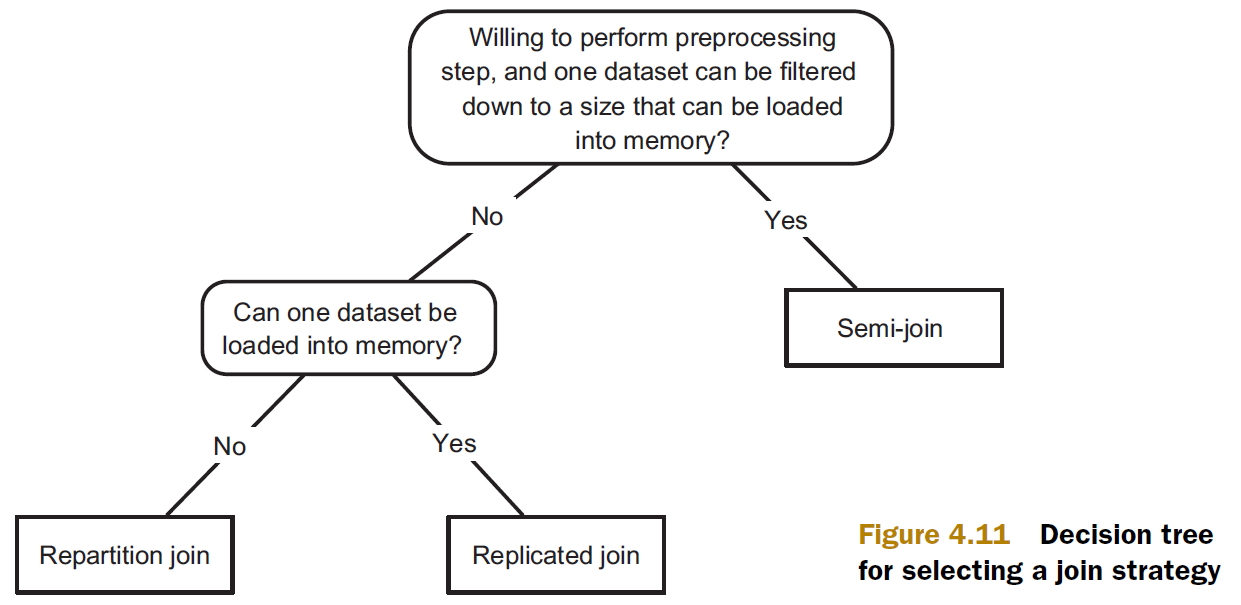 Willing to perform preprocessing
step, and one dataset can be filtered
down to a size that can be loaded
into memory?
No
Yes
Can one dataset be
loaded into memory?
Semi-join
No
Yes
Repartition join
Replicated join
Figure 4.11 Decision tree
for selecting a join strategy